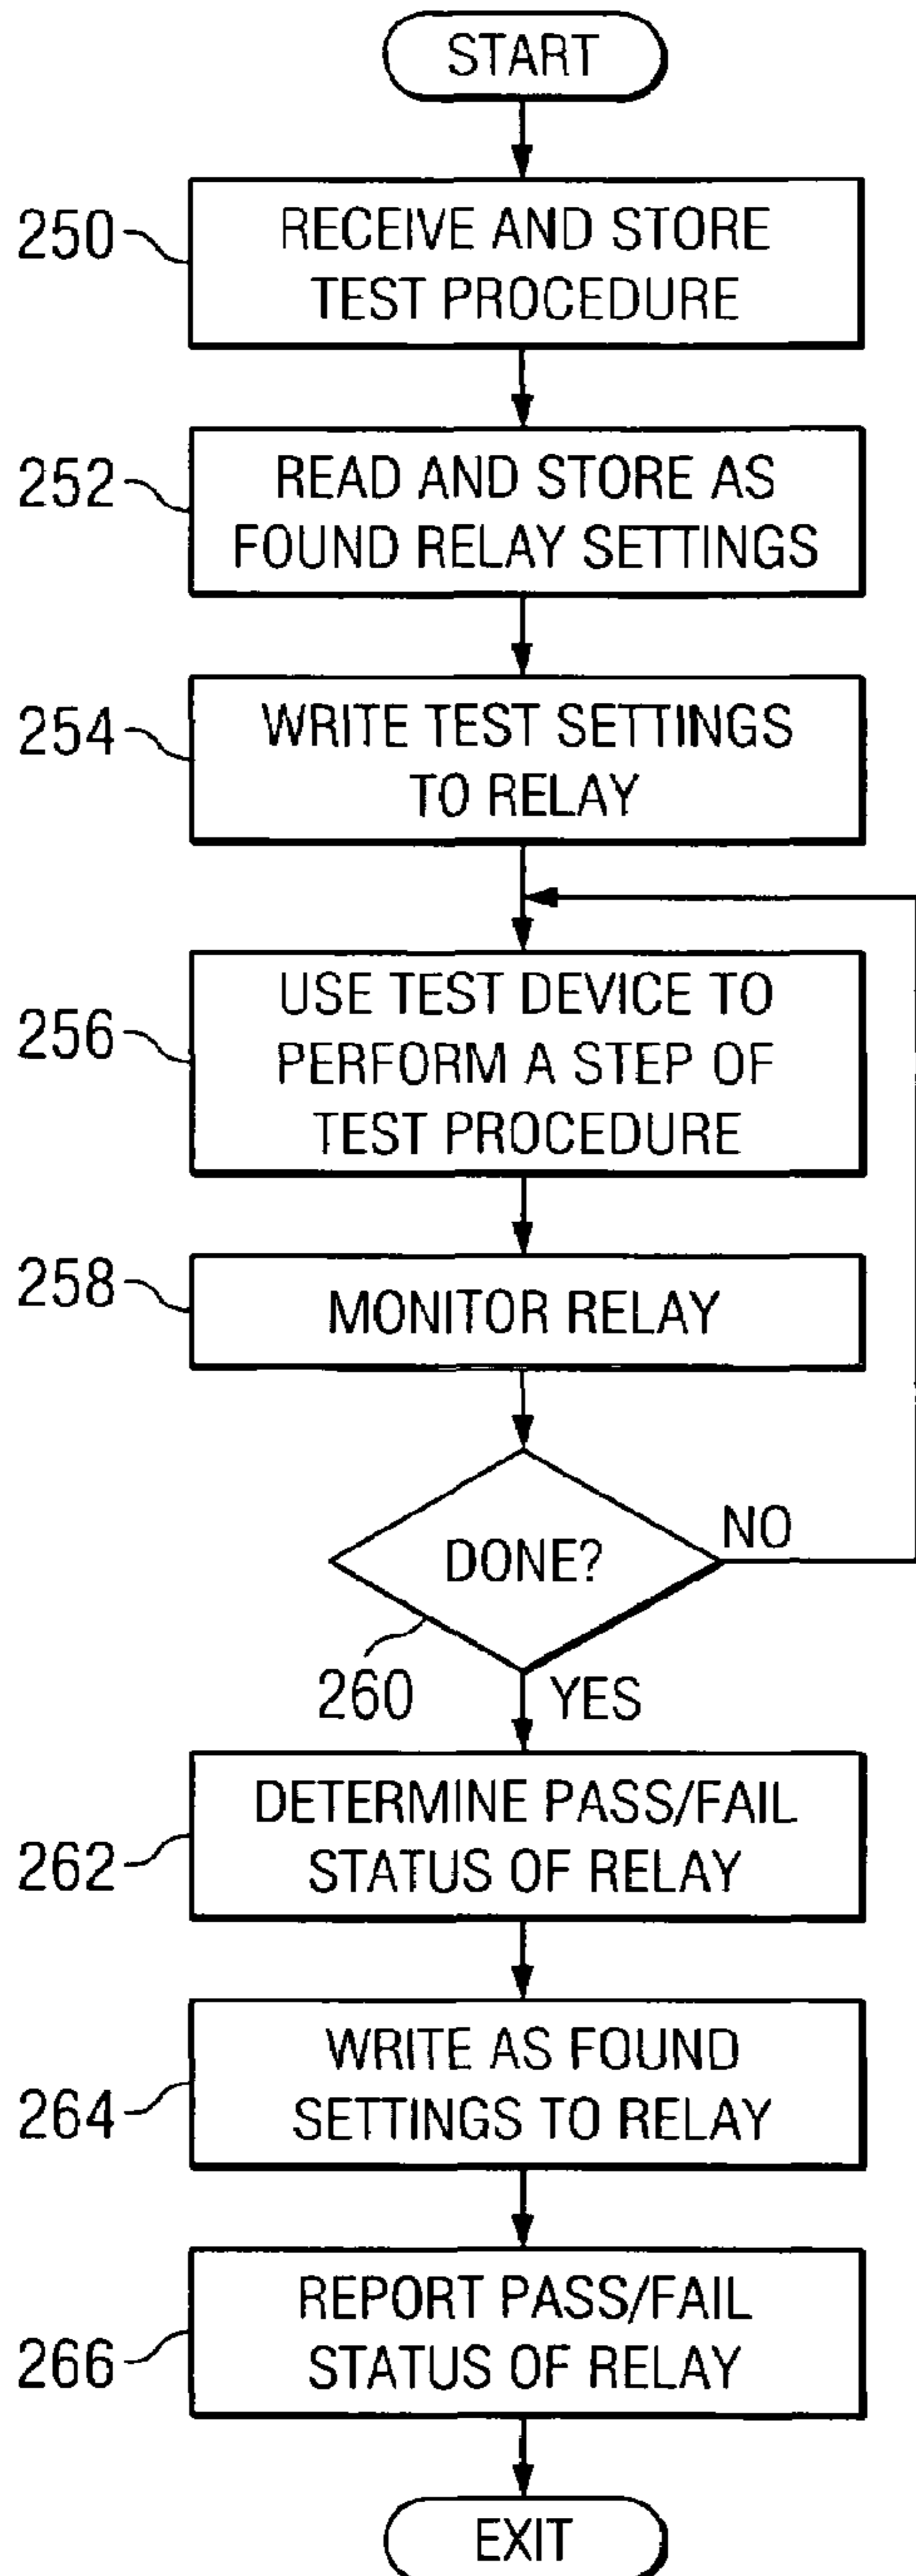 START
250
RECEIVE AND STORE
TEST PROCEDURE
252
READ AND STORE AS
FOUND RELAY SETTINGS
254
WRITE TEST SETTINGS
TO RELAY
256
USE TEST DEVICE TO
PERFORM A STEP OF
TEST PROCEDURE
258
MONITOR RELAY
DONE?
NO
260
YES
262
DETERMINE PASS/FAIL
STATUS OF RELAY
264
WRITE AS FOUND
SETTINGS TO RELAY
266
REPORT PASS/FAIL
STATUS OF RELAY
EXIT